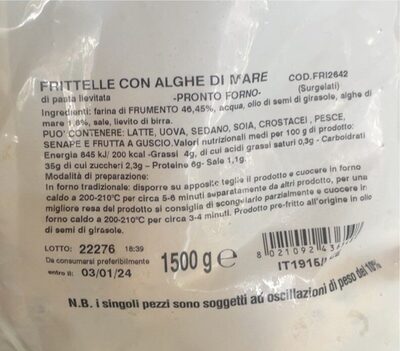 FRITTELLE CON ALGHE DI MARE COD.FRI2642
di pasta lievitata -PRONTO FORNO- (Surgelati)
Ingredienti: farina di FRUMENTO 46,45%, acqua, olio di semi di girasole, alghe di
mare 1,8%, sale, lievito di birra.
PUO' CONTENERE: LATTE, UOVA, SEDANO, SOIA, CROSTACEI, PESCE,
SENAPE E FRUTTA A GUSCIO.Valori nutrizionali medi per 100 g di prodotto:
Energia 845 kJ/ 200 kcal -Grassi 4g, di cui acidi grassi saturi 0,3g - Carboidrati
35g di cui zuccheri 2,3g - Proteine 6g- Sale 1,1g.
Modalità di preparazione:
In forno tradizionale: disporre su apposite teglie il prodotto e cuocere in forno
caldo a 200-210°C per circa 5-6 minuti separatamente da altri prodotto, per una
migliore resa del prodotto si consiglia di scongelarlo parzialmente e cuocere in
forno caldo a 200-210°C per circa 3-4 minuti. Prodotto pre-fritto all'origine in olio
di semi di girasole.
LOTTO: 22276 18:39
Da consumarsi preferibilmente
entro il: 03/01/24
1500 g e
8 021092 43
IT1915
N.B. i singoli pezzi sono soggetti ad oscillazioni di peso del 10%